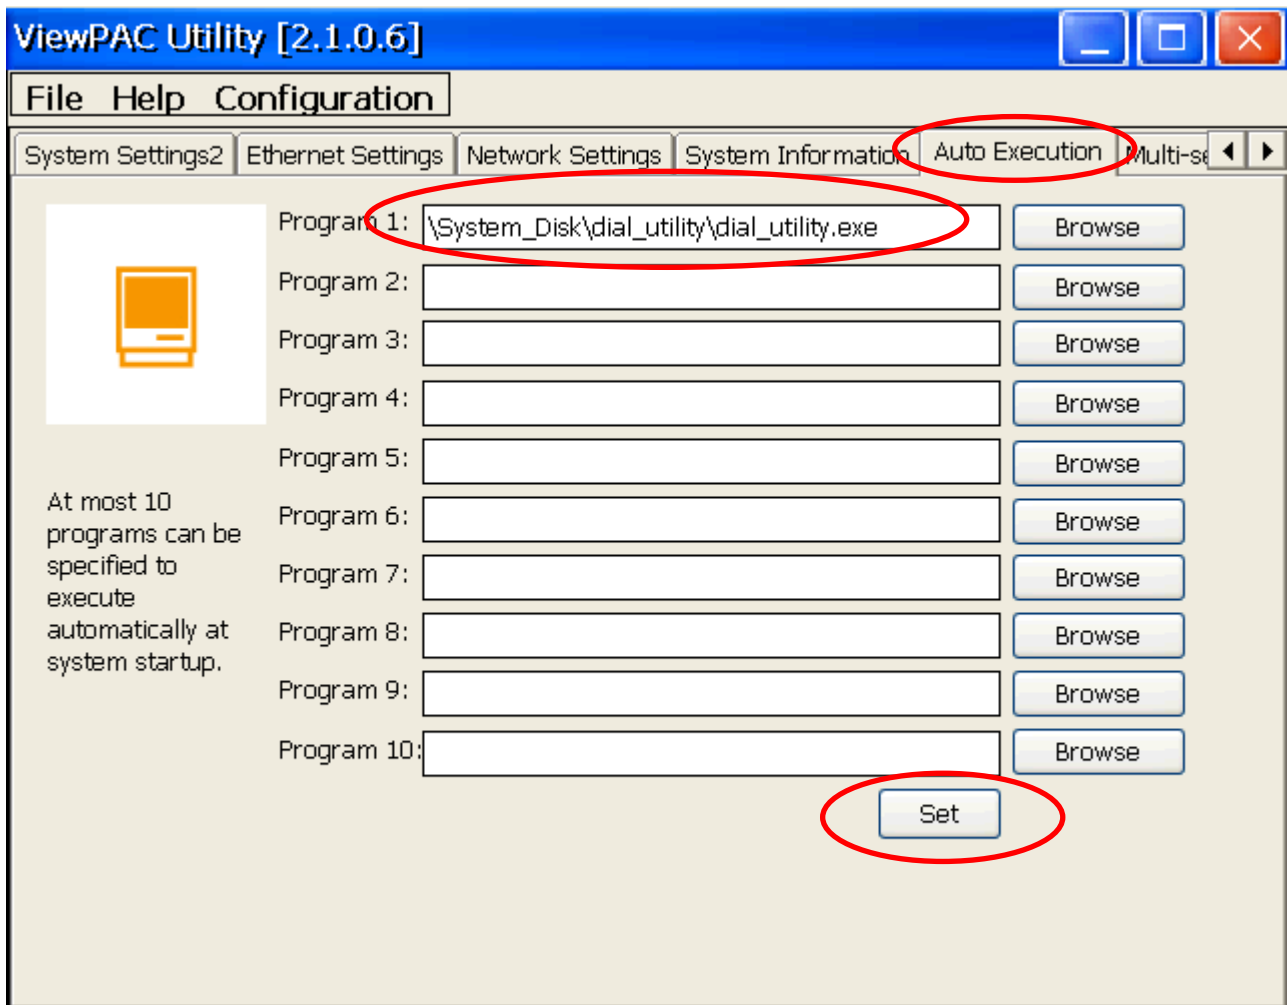 ViewPAC Utility [2.1.0.6]
File Help Configuration
System Settings2 Ethernet Settings Network Settings System Information Auto Execution Multi-se
Program 1: \System_Disk\dial_utility\dial_utility.exe Browse
Program 2: Browse
Program 3: Browse
Program 4: Browse
Program 5: Browse
Program 6: Browse
Program 7: Browse
Program 8: Browse
Program 9: Browse
Program 10: Browse
At most 10
programs can be
specified to
execute
automatically at
system startup.
Set